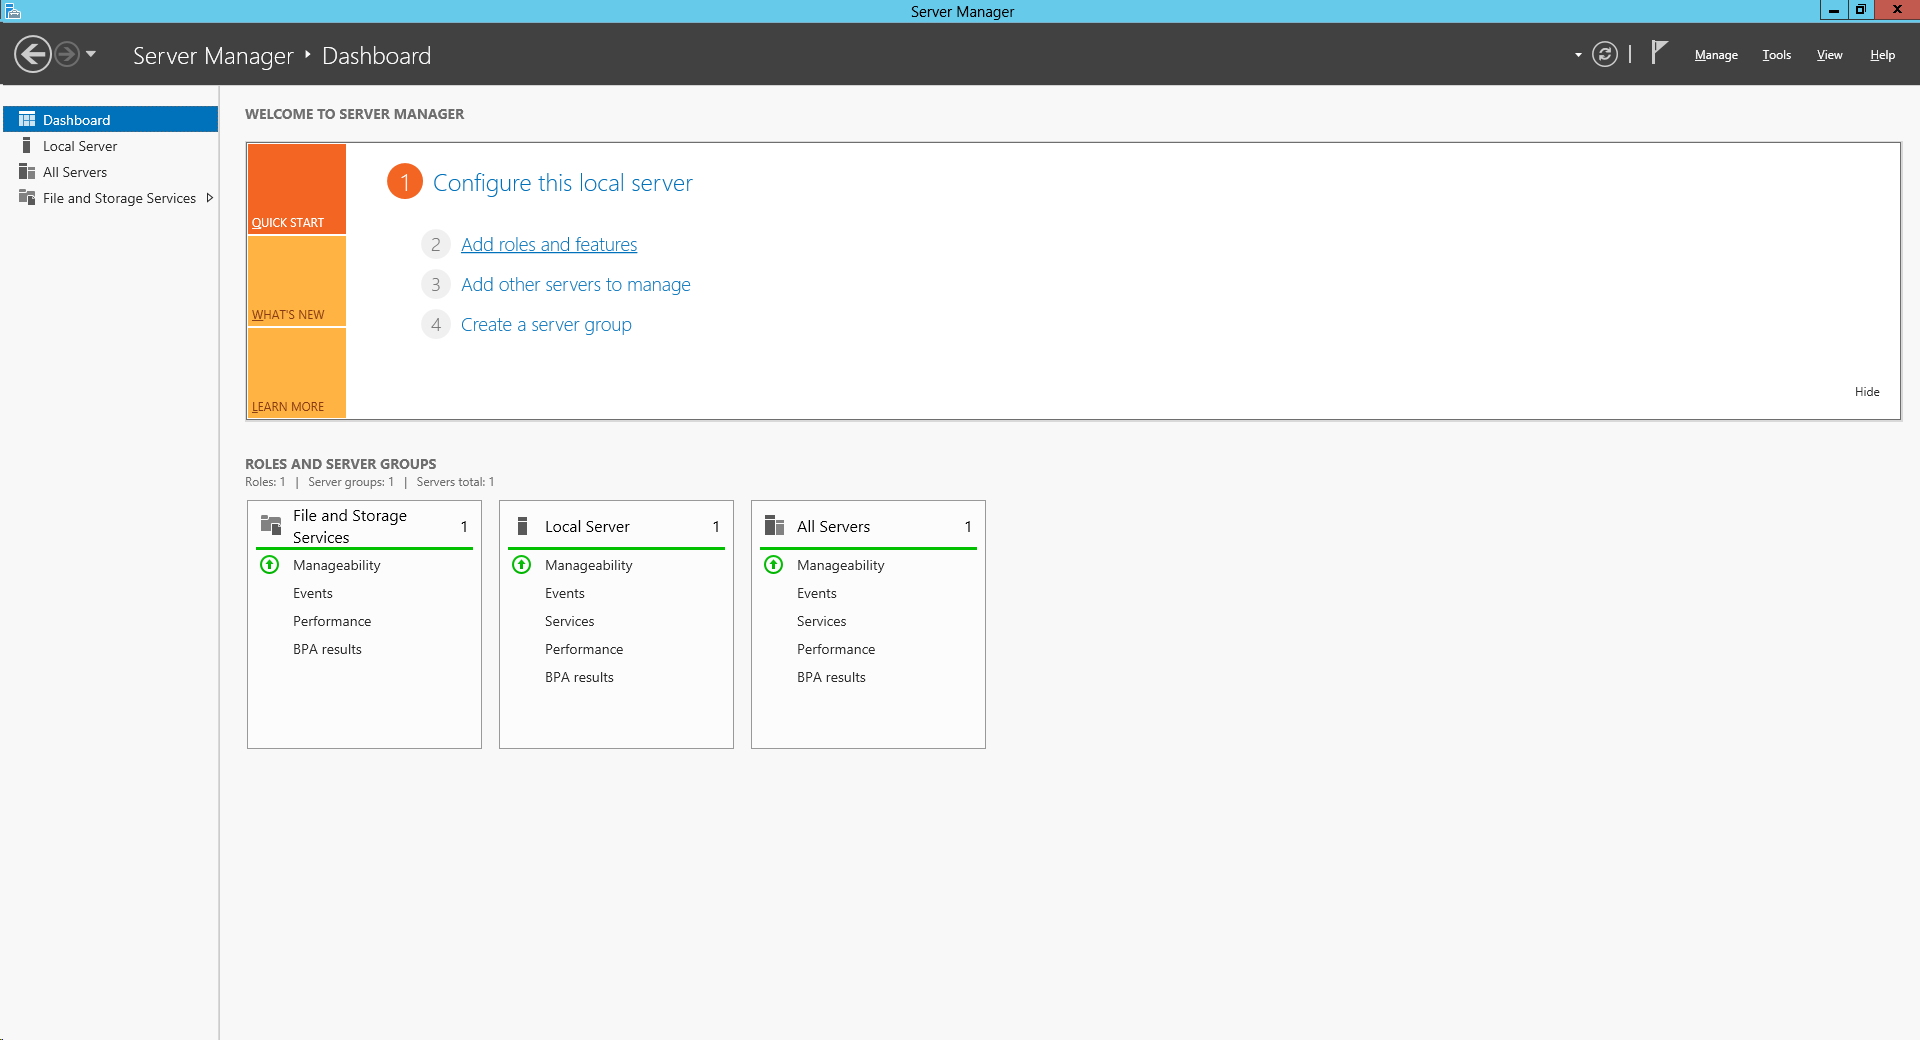 Server Manager
Server Manager ‣ Dashboard
Manage Tools View Help
Dashboard
Local Server
All Servers
File and Storage Services
WELCOME TO SERVER MANAGER
QUICK START
WHAT'S NEW
LEARN MORE
1 Configure this local server
2 Add roles and features
3 Add other servers to manage
4 Create a server group
Hide
ROLES AND SERVER GROUPS
Roles: 1 | Server groups: 1 | Servers total: 1
File and Storage
Services 1
Manageability
Events
Performance
BPA results
Local Server 1
Manageability
Events
Services
Performance
BPA results
All Servers 1
Manageability
Events
Services
Performance
BPA results